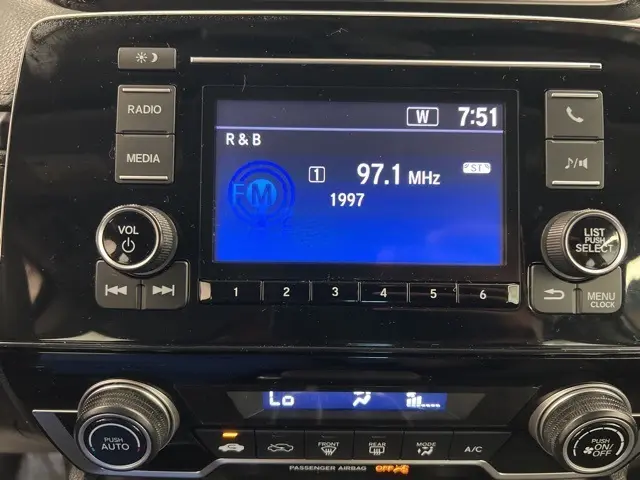 W 7:51
RADIO
R & B
MEDIA
FM
1 97.1 MHz ST
1997
VOL
LIST
PUSH
SELECT
1 2 3 4 5 6
MENU
CLOCK
Lo
PUSH
AUTO
FRONT
REAR
MODE
A/C
PUSH
ON/
OFF
PASSENGER AIRBAG OFF